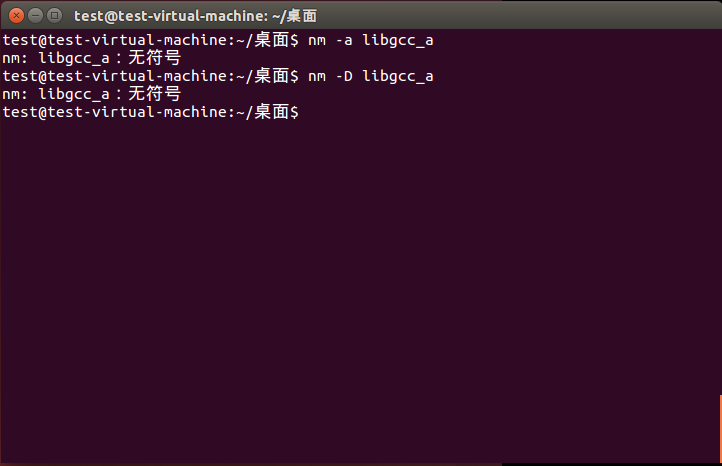 test@test-virtual-machine: ~/桌面
test@test-virtual-machine:~/桌面$ nm -a libgcc_a
nm: libgcc_a：无符号
test@test-virtual-machine:~/桌面$ nm -D libgcc_a
nm: libgcc_a：无符号
test@test-virtual-machine:~/桌面$